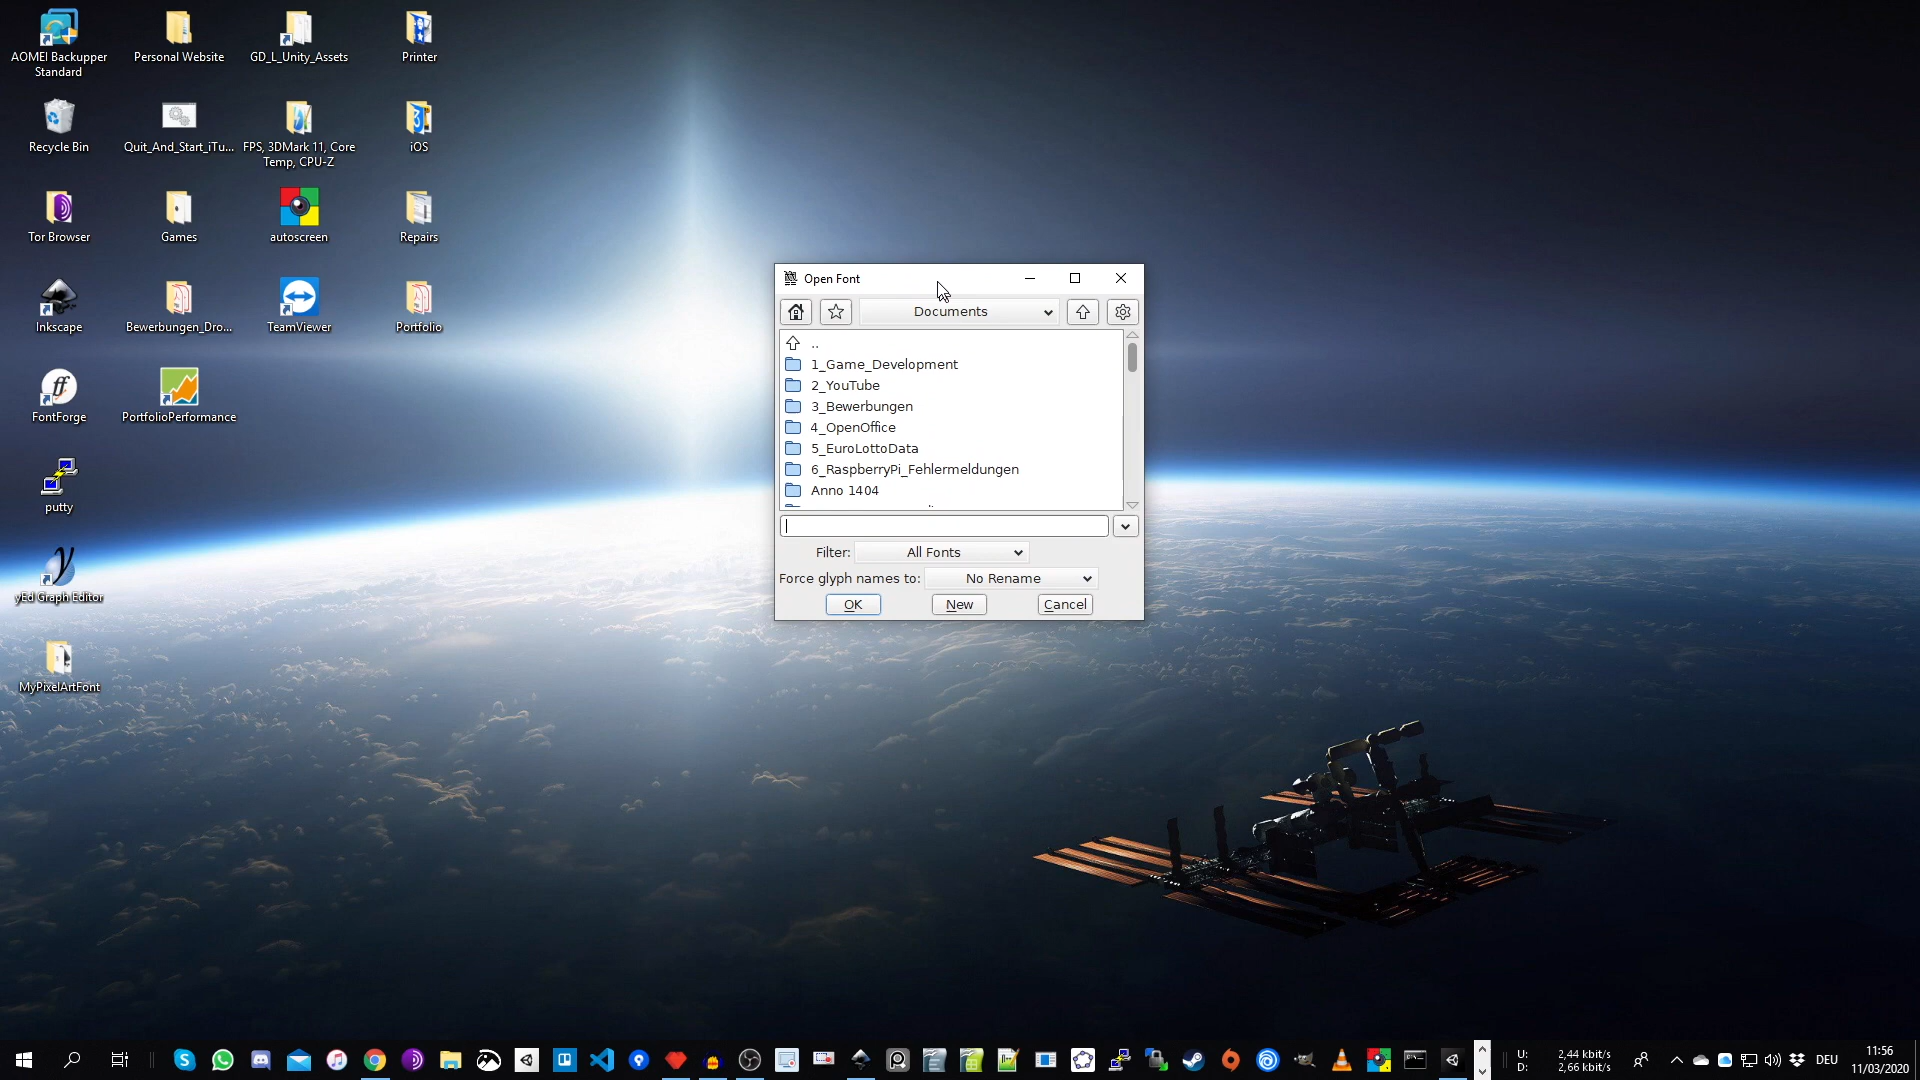 AOMEI Backupper
Standard
Personal Website
GD_L_Unity_Assets
Printer
Recycle Bin
Quit_And_Start_iTu...
FPS, 3DMark 11, Core
Temp, CPU-Z
iOS
Tor Browser
Games
autoscreen
Repairs
Inkscape
Bewerbungen_Dro...
TeamViewer
Portfolio
FontForge
PortfolioPerformance
putty
yEd Graph Editor
MyPixelArtFont
Open Font
Documents
..
1_Game_Development
2_YouTube
3_Bewerbungen
4_OpenOffice
5_EuroLottoData
6_RaspberryPi_Fehlermeldungen
Anno 1404
Filter: All Fonts
Force glyph names to: No Rename
OK New Cancel
U: 2,44 kbit/s
D: 2,66 kbit/s
DEU
11:56
11/03/2020